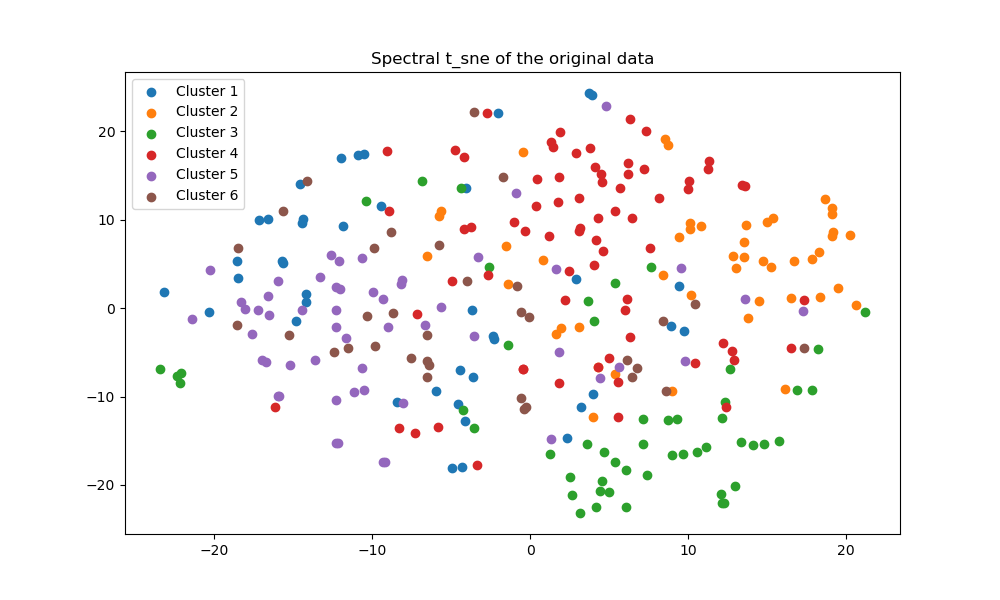 Spectral t_sne of the original data
Cluster 1
Cluster 2
Cluster 3
Cluster 4
Cluster 5
Cluster 6
20
10
0
−10
−20
−20 −10 0 10 20